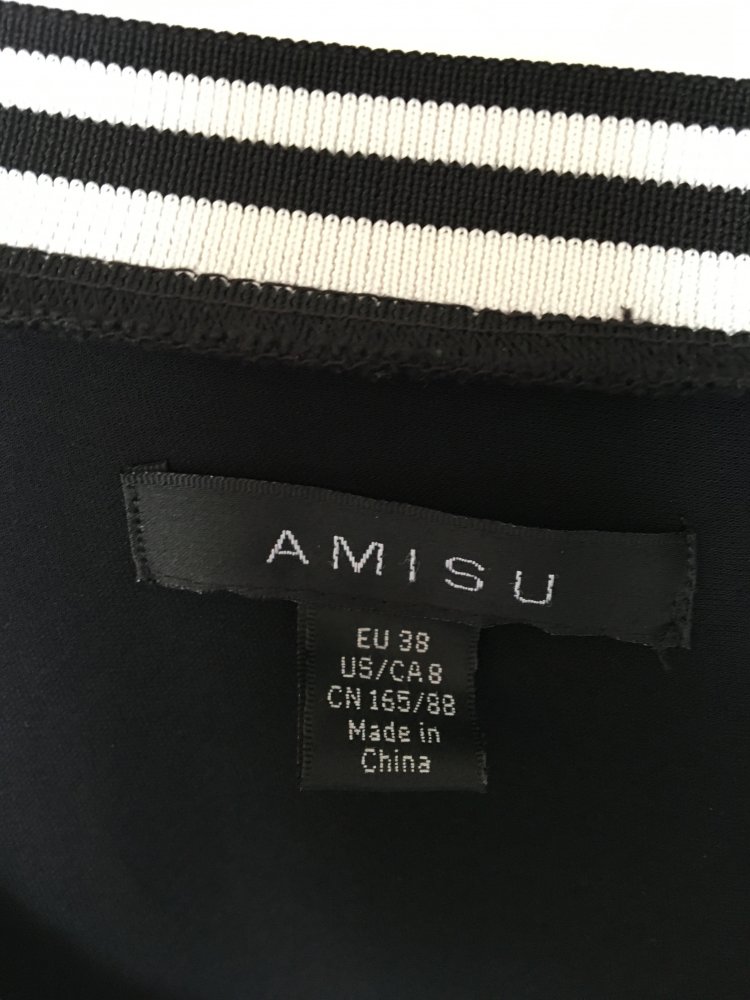 AMISU
EU 38
US/CA 8
CN 165/88
Made in
China